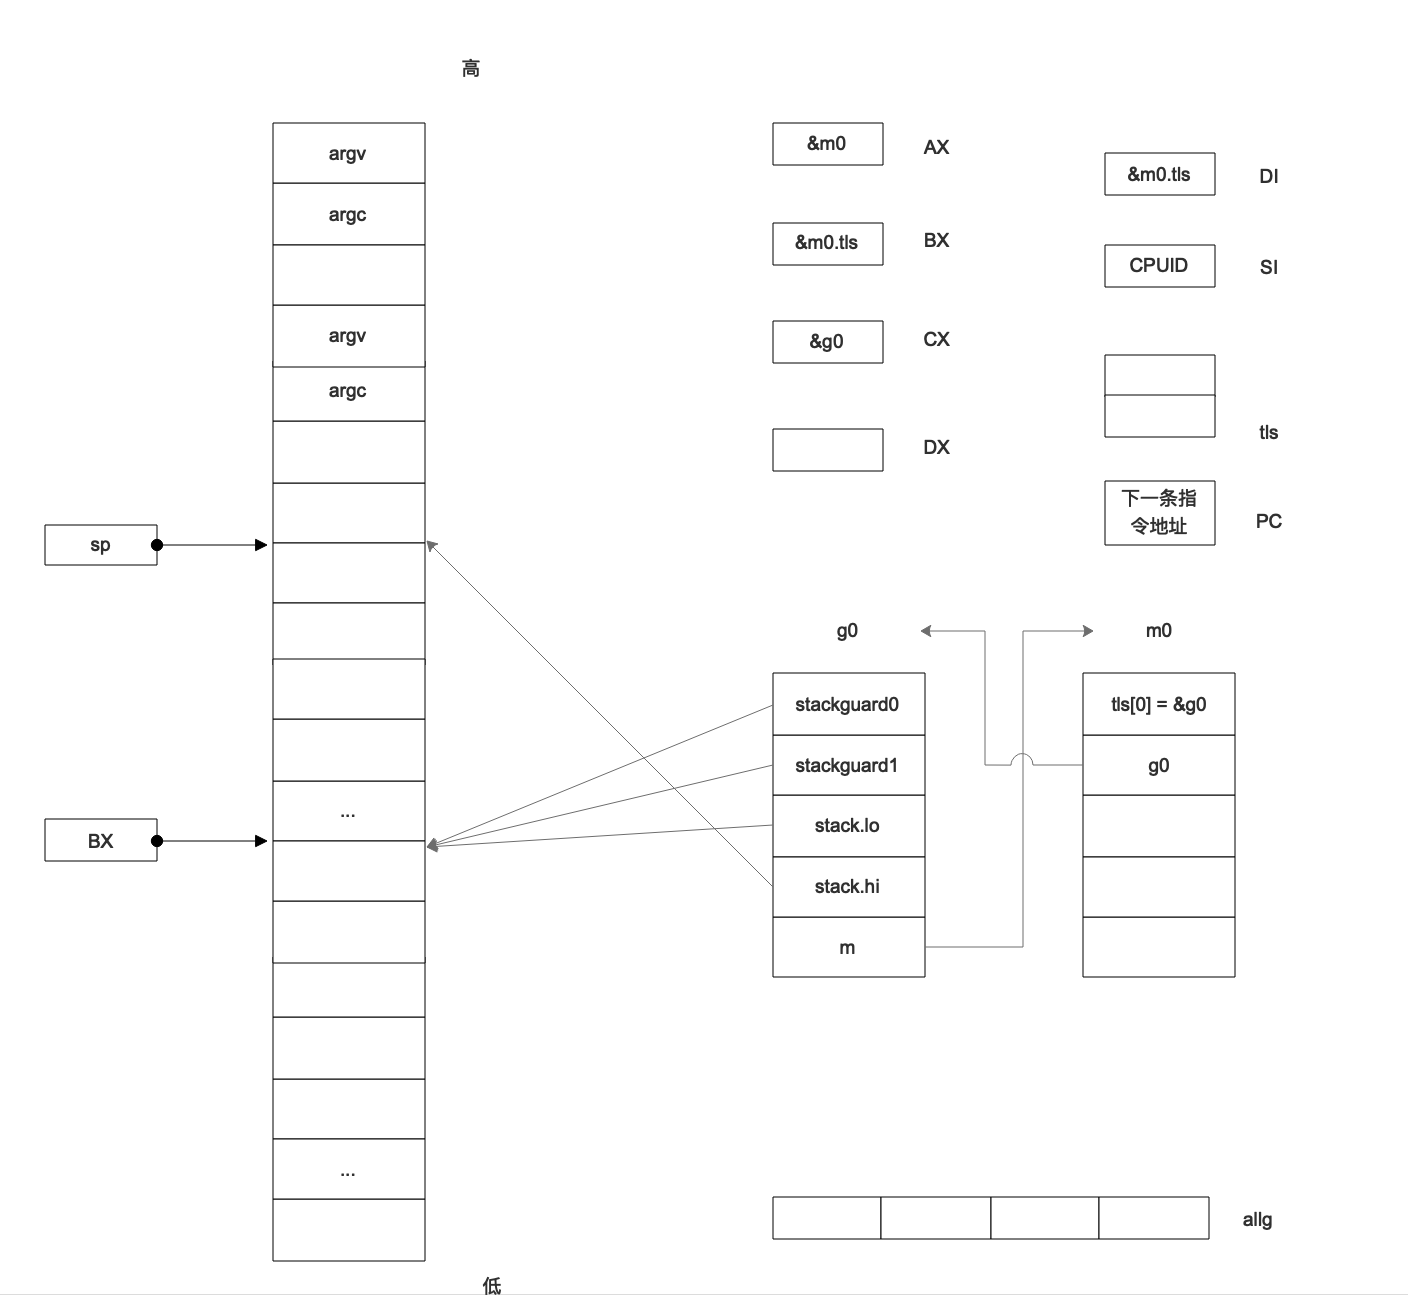 高
argv
argc
argv
argc
sp
...
BX
...
低
&m0
AX
&m0.tls
BX
&g0
CX
DX
&m0.tls
DI
CPUID
SI
tls
下一条指
令地址
PC
g0
stackguard0
stackguard1
stack.lo
stack.hi
m
m0
tls[0] = &g0
g0
allg